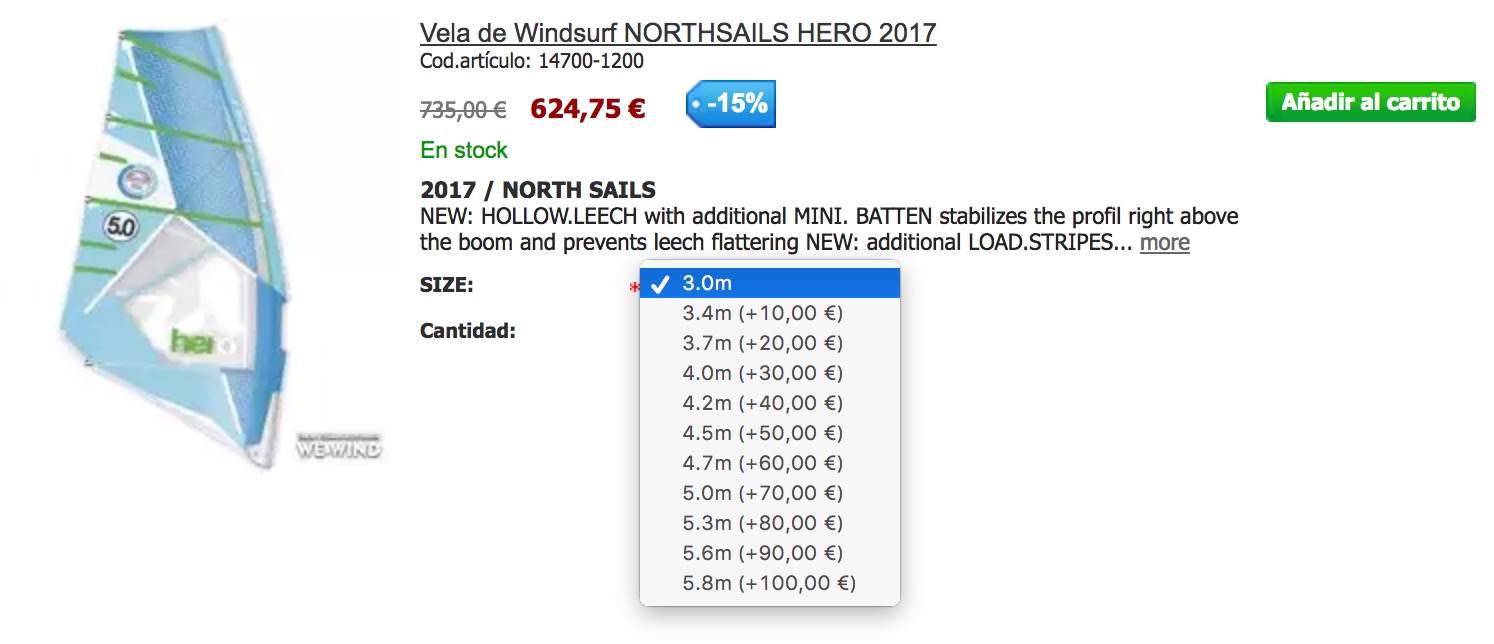 Vela de Windsurf NORTHSAILS HERO 2017
Cod.artículo: 14700-1200
735,00 € 624,75 € -15%
Añadir al carrito
En stock
2017 / NORTH SAILS
NEW: HOLLOW.LEECH with additional MINI. BATTEN stabilizes the profil right above
the boom and prevents leech flattering NEW: additional LOAD.STRIPES... more
SIZE: * ✓ 3.0m
3.4m (+10,00 €)
Cantidad:
3.7m (+20,00 €)
4.0m (+30,00 €)
4.2m (+40,00 €)
4.5m (+50,00 €)
4.7m (+60,00 €)
5.0m (+70,00 €)
5.3m (+80,00 €)
5.6m (+90,00 €)
5.8m (+100,00 €)
5.0
hero
WE-WIND